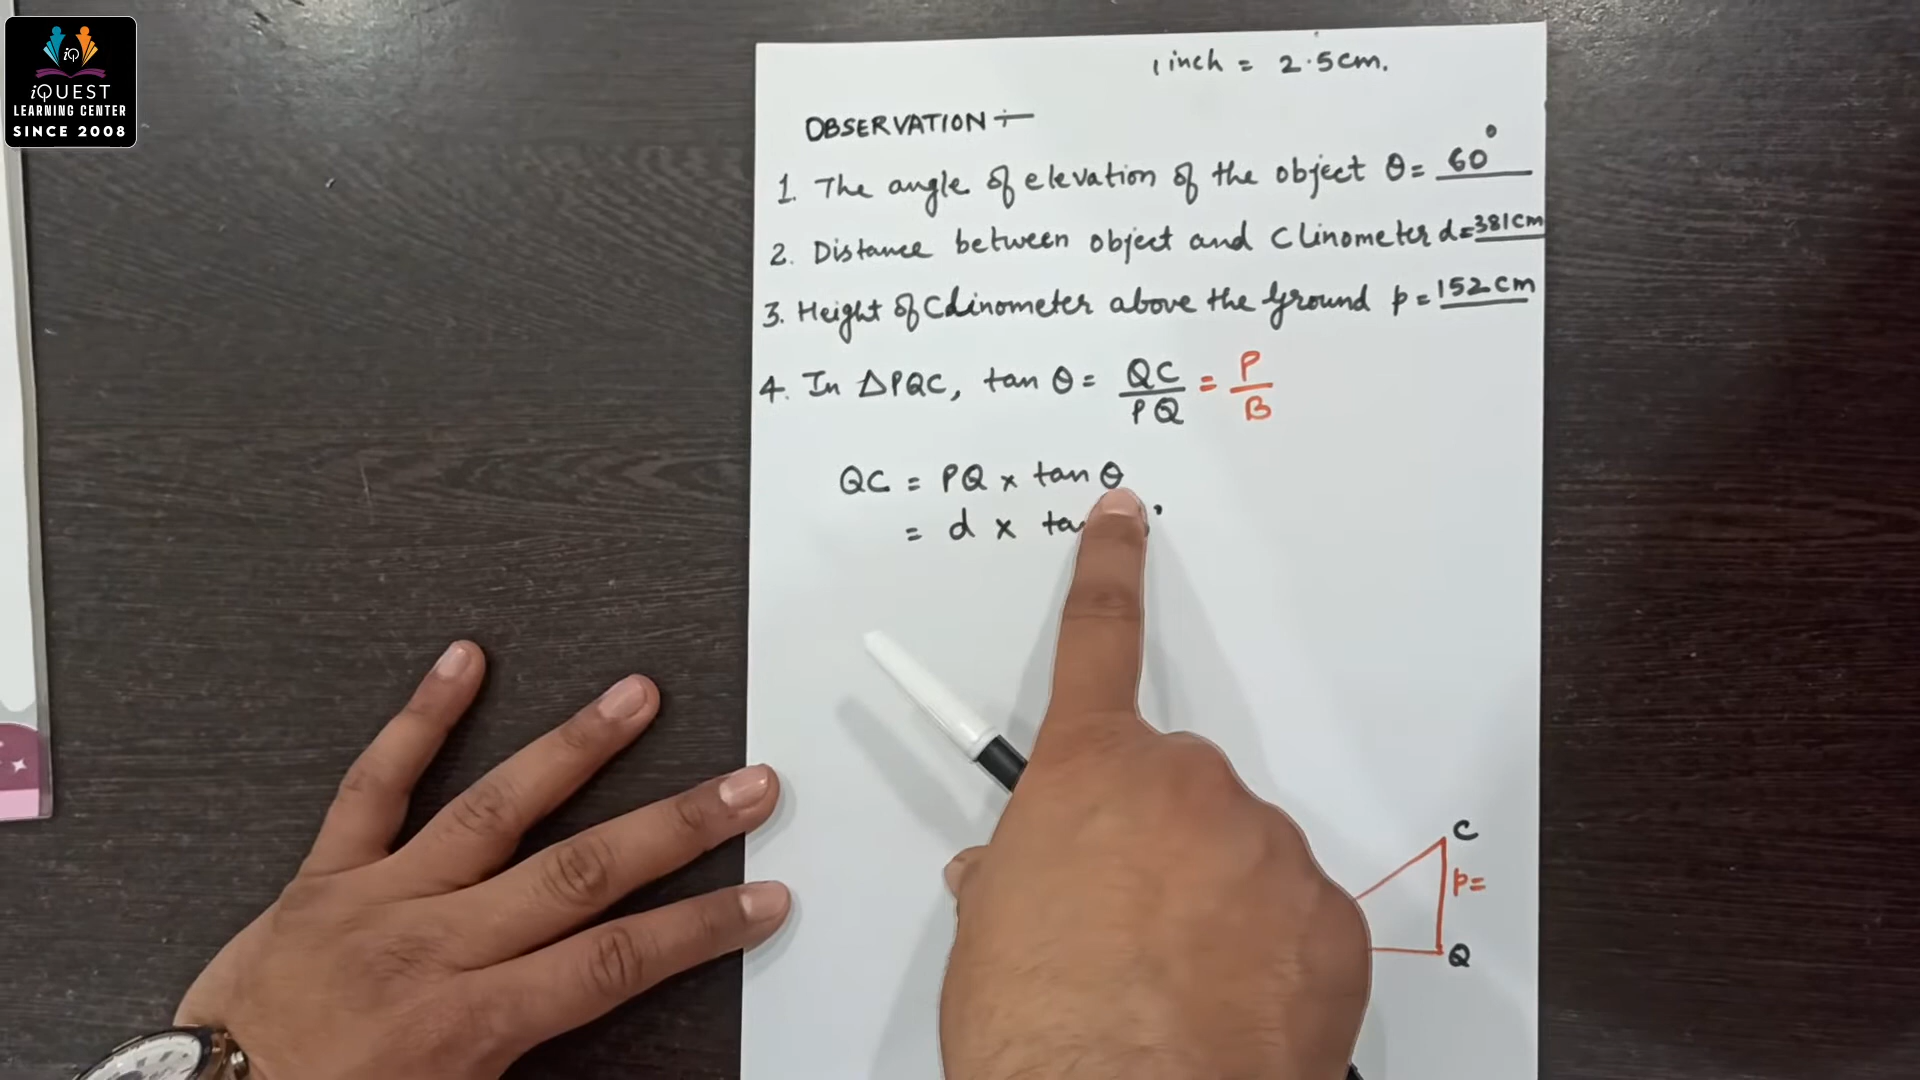 iQ
iQUEST
LEARNING CENTER
SINCE 2008
1 inch = 2.5cm.
OBSERVATION :-
1. The angle of elevation of the object θ = 60°
2. Distance between object and Clinometer d = 381cm
3. Height of Clinometer above the Ground p = 152cm
4. In △PQC, tan θ = QC/PQ = P/B
QC = PQ × tan θ
= d ×
C
p=
Q